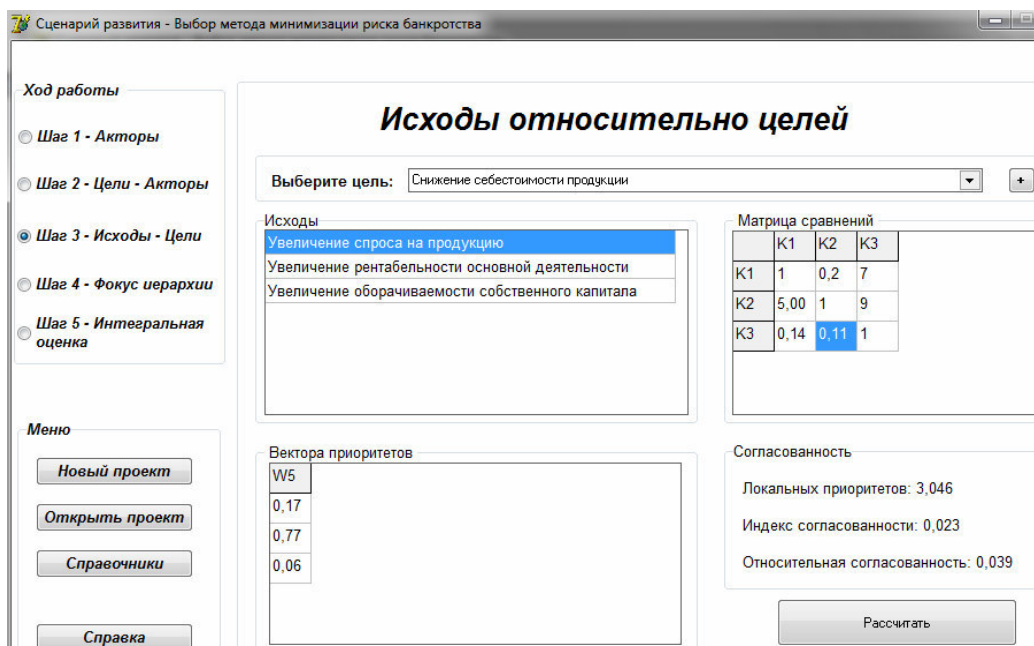 Сценарий развития - Выбор метода минимизации риска банкротства
Ход работы
Шаг 1 - Акторы
Шаг 2 - Цели - Акторы
Шаг 3 - Исходы - Цели
Шаг 4 - Фокус иерархии
Шаг 5 - Интегральная
оценка
Меню
Новый проект
Открыть проект
Справочники
Справка
Исходы относительно целей
Выберите цель: Снижение себестоимости продукции +
Исходы
Увеличение спроса на продукцию
Увеличение рентабельности основной деятельности
Увеличение оборачиваемости собственного капитала
Матрица сравнений
K1 K2 K3
K1 1 0,2 7
K2 5,00 1 9
K3 0,14 0,11 1
Вектора приоритетов
W5
0,17
0,77
0,06
Согласованность
Локальных приоритетов: 3,046
Индекс согласованности: 0,023
Относительная согласованность: 0,039
Рассчитать